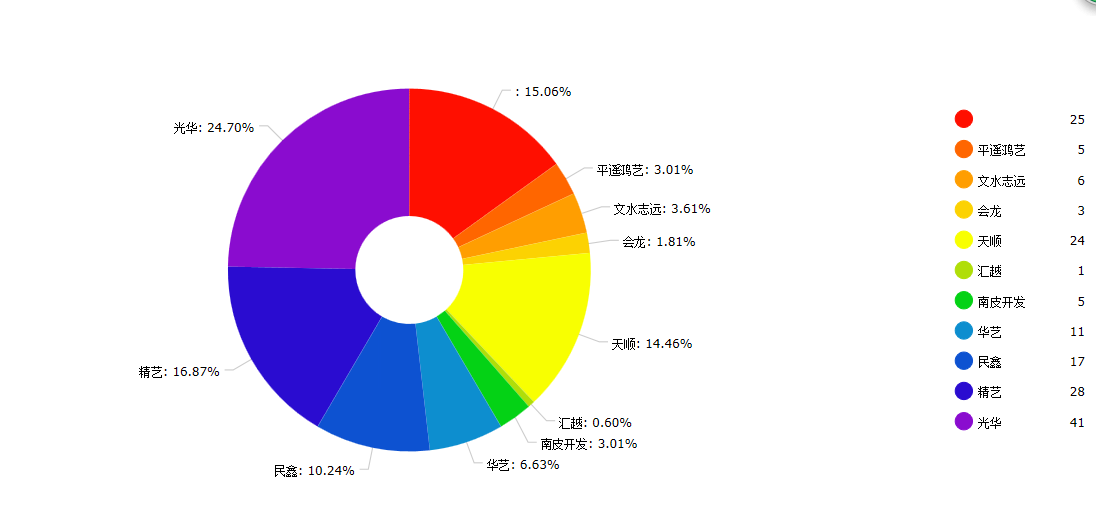 : 15.06%
光华: 24.70%
平遥鸿艺: 3.01%
文水志远: 3.61%
会龙: 1.81%
天顺: 14.46%
精艺: 16.87%
汇越: 0.60%
南皮开发: 3.01%
华艺: 6.63%
民鑫: 10.24%
25
平遥鸿艺 5
文水志远 6
会龙 3
天顺 24
汇越 1
南皮开发 5
华艺 11
民鑫 17
精艺 28
光华 41